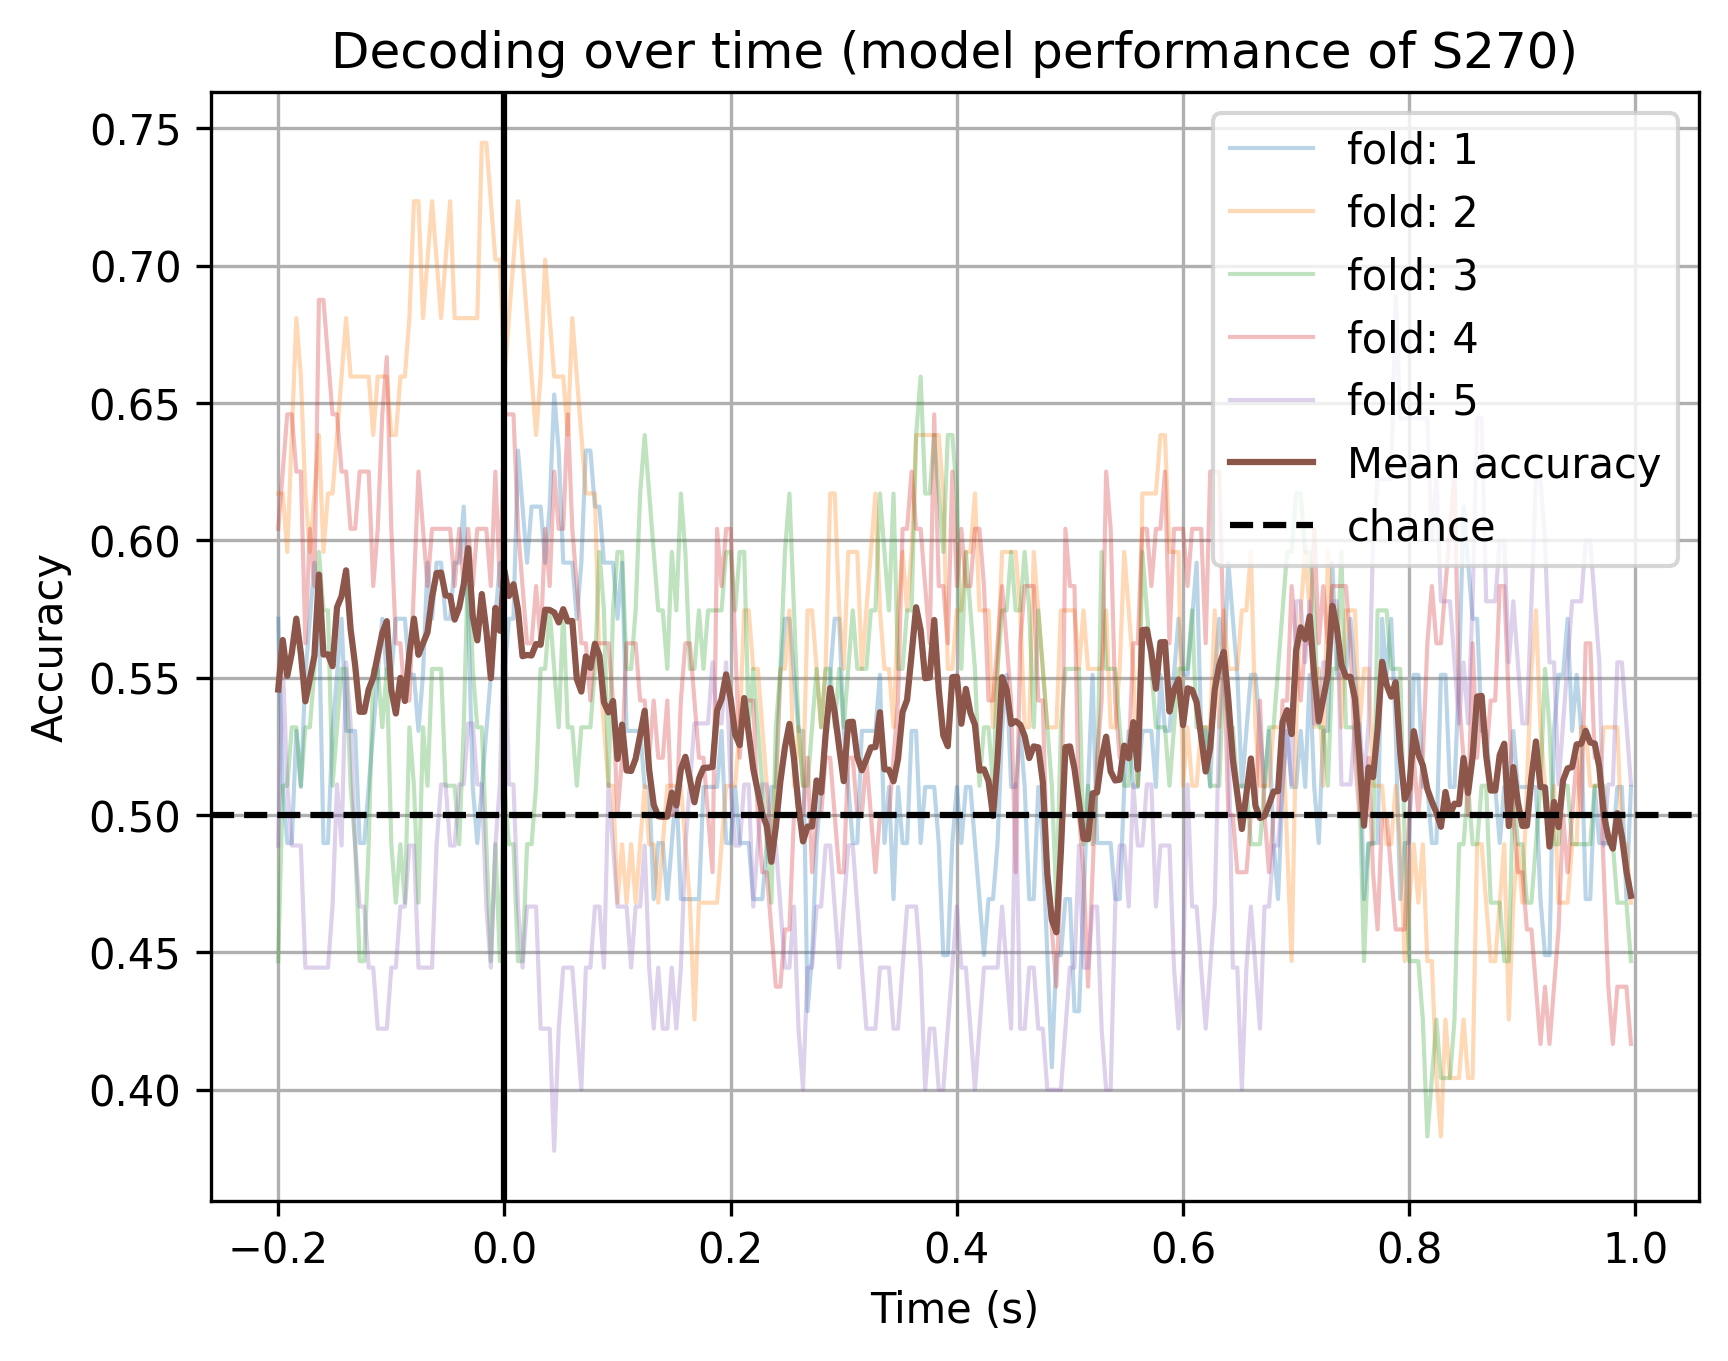 Decoding over time (model performance of S270)
0.75
0.70
0.65
0.60
0.55
0.50
0.45
0.40
Accuracy
fold: 1
fold: 2
fold: 3
fold: 4
fold: 5
Mean accuracy
chance
−0.2 0.0 0.2 0.4 0.6 0.8 1.0
Time (s)